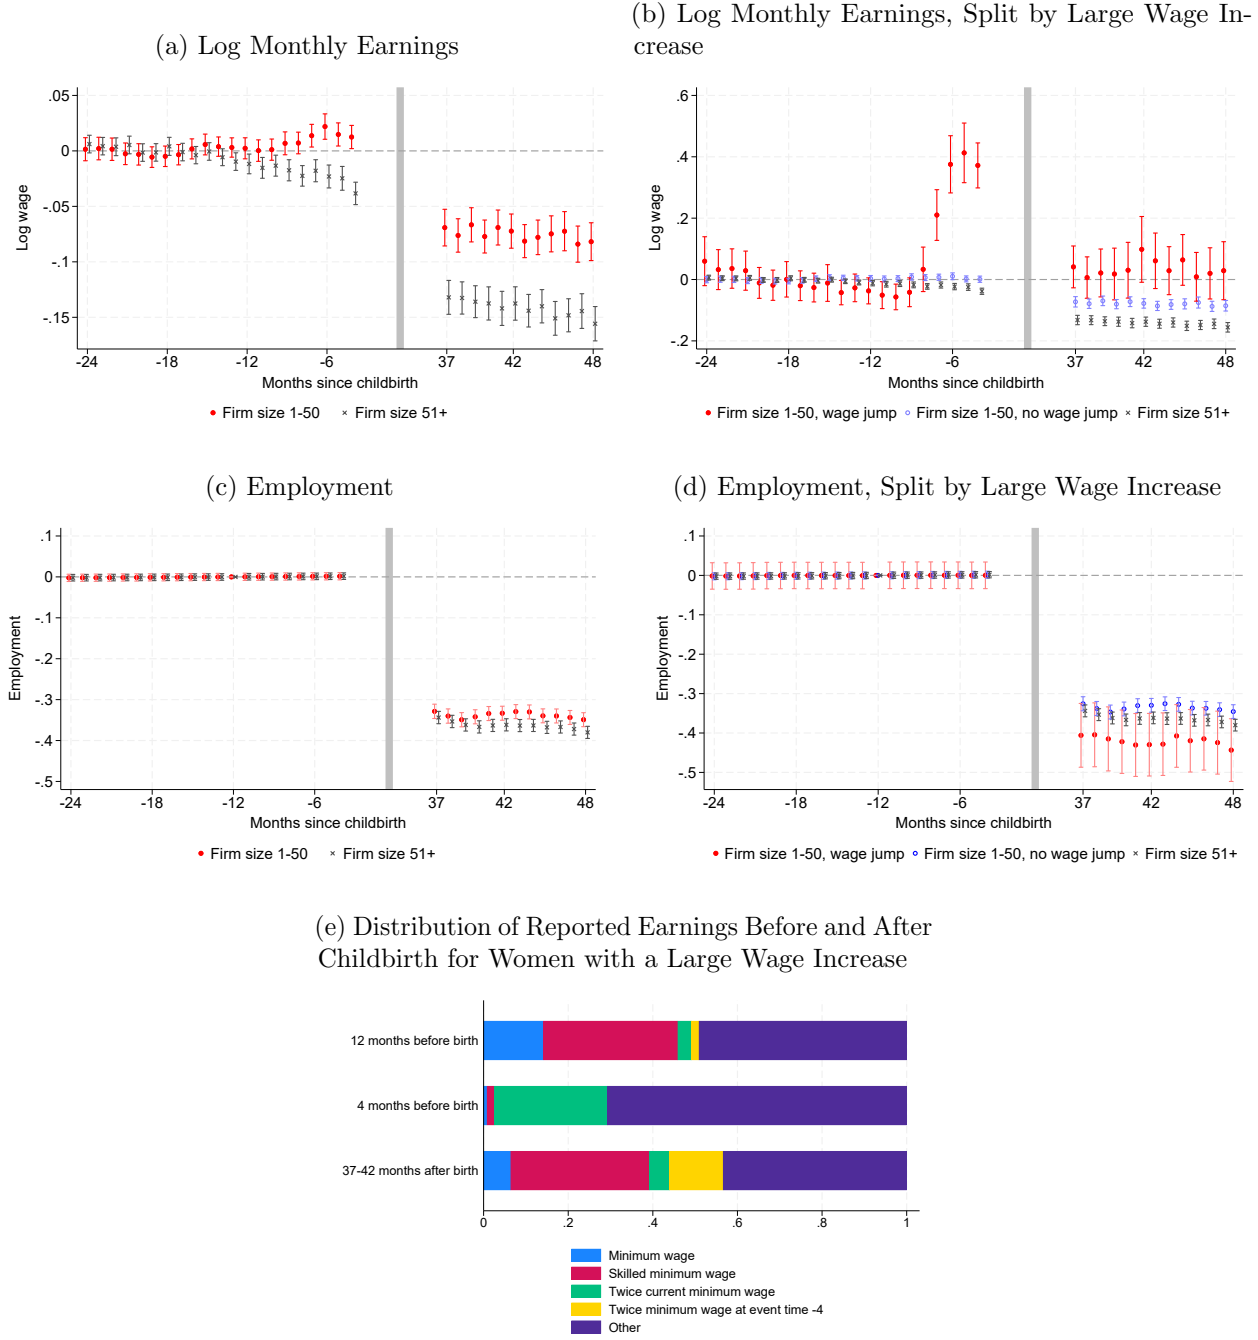 (a) Log Monthly Earnings
.05
0
-.05
-.1
-.15
Log wage
-24 -18 -12 -6 37 42 48
Months since childbirth
Firm size 1-50 Firm size 51+
(b) Log Monthly Earnings, Split by Large Wage In-
crease
.6
.4
.2
0
-.2
Log wage
-24 -18 -12 -6 37 42 48
Months since childbirth
Firm size 1-50, wage jump Firm size 1-50, no wage jump Firm size 51+
(c) Employment
.1
0
-.1
-.2
-.3
-.4
-.5
Employment
-24 -18 -12 -6 37 42 48
Months since childbirth
Firm size 1-50 Firm size 51+
(d) Employment, Split by Large Wage Increase
.1
0
-.1
-.2
-.3
-.4
-.5
Employment
-24 -18 -12 -6 37 42 48
Months since childbirth
Firm size 1-50, wage jump Firm size 1-50, no wage jump Firm size 51+
(e) Distribution of Reported Earnings Before and After
Childbirth for Women with a Large Wage Increase
12 months before birth
4 months before birth
37-42 months after birth
0 .2 .4 .6 .8 1
Minimum wage
Skilled minimum wage
Twice current minimum wage
Twice minimum wage at event time -4
Other